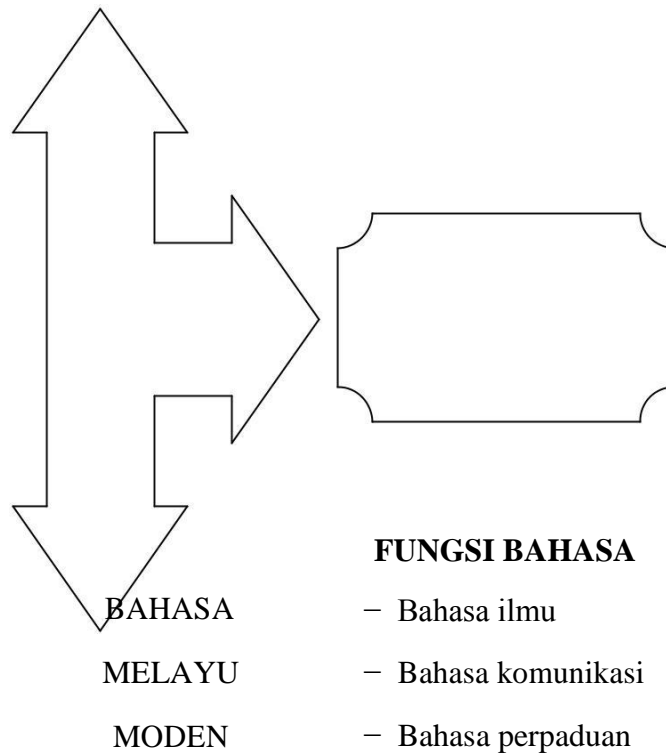 FUNGSI BAHASA
BAHASA – Bahasa ilmu
MELAYU – Bahasa komunikasi
MODEN – Bahasa perpaduan